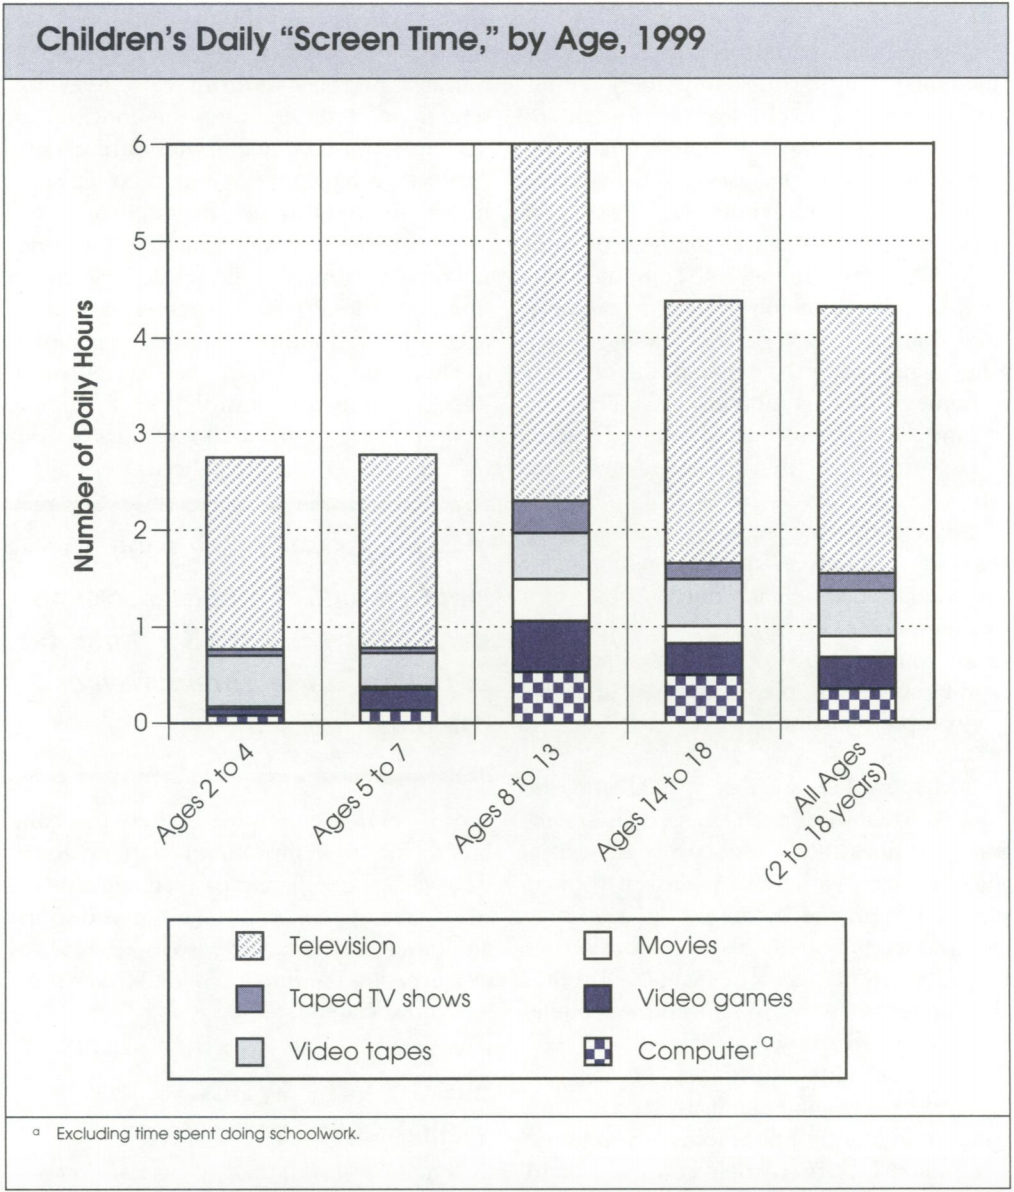 Children's Daily “Screen Time,” by Age, 1999
Number of Daily Hours
6
5
4
3
2
1
0
Ages 2 to 4
Ages 5 to 7
Ages 8 to 13
Ages 14 to 18
All Ages
(2 to 18 years)
Television
Movies
Taped TV shows
Video games
Video tapes
Computer a
a Excluding time spent doing schoolwork.